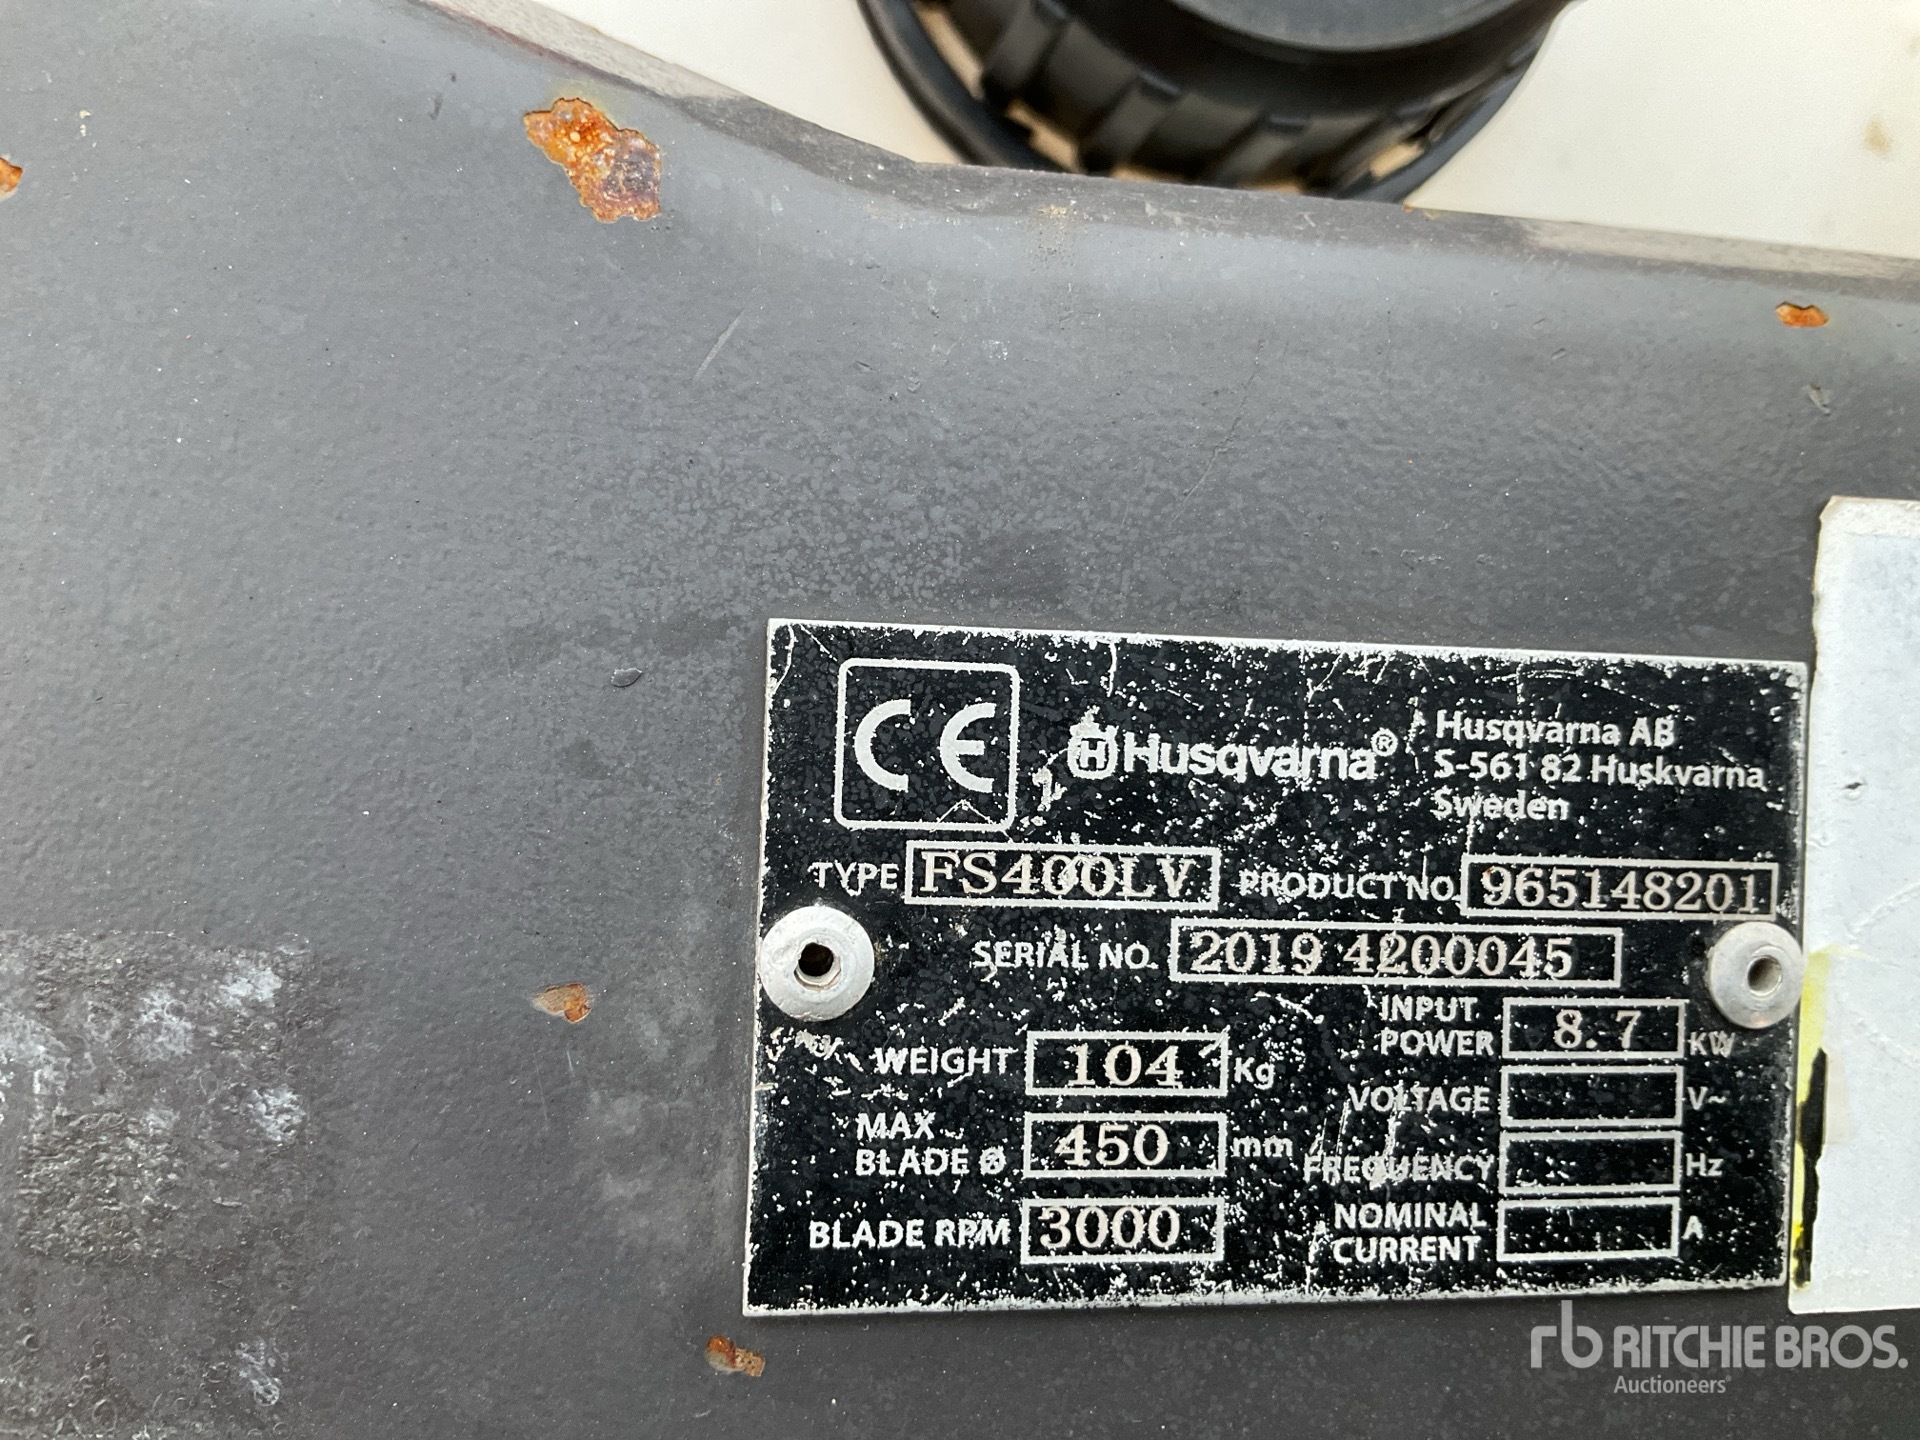 CE
H Husqvarna®
Husqvarna AB
S-561 82 Huskvarna
Sweden
TYPE FS400LV PRODUCT NO. 965148201
SERIAL NO. 2019 4200045
INPUT
POWER 8.7 KW
WEIGHT 104 Kg
VOLTAGE V~
MAX
BLADE Ø 450 mm
FREQUENCY Hz
BLADE RPM 3000
NOMINAL
CURRENT A
rb RITCHIE BROS.
Auctioneers